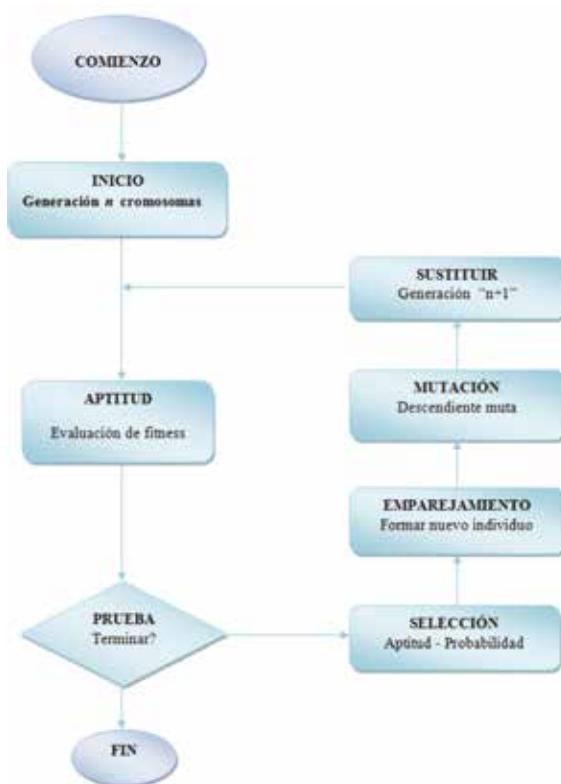 COMIENZO
INICIO
Generación n cromosomas
SUSTITUIR
Generación "n+1"
APTITUD
Evaluación de fitness
MUTACIÓN
Descendiente muta
EMPAREJAMIENTO
Formar nuevo individuo
PRUEBA
Terminar?
SELECCIÓN
Aptitud - Probabilidad
FIN